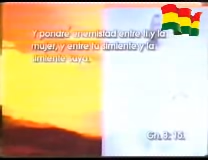 Y pondré enemistad entre ti y la
mujer, y entre tu simiente y la
simiente suya.
Gn. 3: 15.